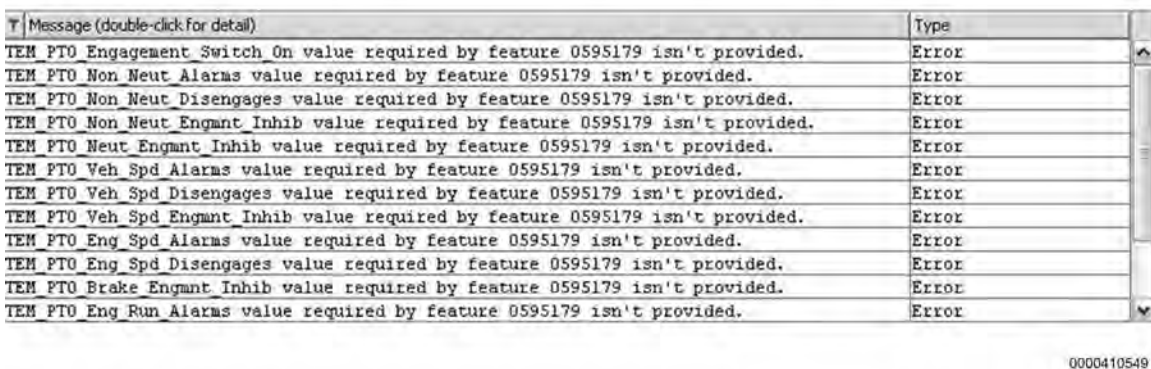 Message (double-click for detail) Type
TEM_PTO_Engagement_Switch_On value required by feature 0595179 isn't provided. Error
TEM_PTO_Non_Neut_Alarms value required by feature 0595179 isn't provided. Error
TEM_PTO_Non_Neut_Disengages value required by feature 0595179 isn't provided. Error
TEM_PTO_Non_Neut_Engmnt_Inhib value required by feature 0595179 isn't provided. Error
TEM_PTO_Neut_Engmnt_Inhib value required by feature 0595179 isn't provided. Error
TEM_PTO_Veh_Spd_Alarms value required by feature 0595179 isn't provided. Error
TEM_PTO_Veh_Spd_Disengages value required by feature 0595179 isn't provided. Error
TEM_PTO_Veh_Spd_Engmnt_Inhib value required by feature 0595179 isn't provided. Error
TEM_PTO_Eng_Spd_Alarms value required by feature 0595179 isn't provided. Error
TEM_PTO_Eng_Spd_Disengages value required by feature 0595179 isn't provided. Error
TEM_PTO_Brake_Engmnt_Inhib value required by feature 0595179 isn't provided. Error
TEM_PTO_Eng_Run_Alarms value required by feature 0595179 isn't provided. Error
0000410549